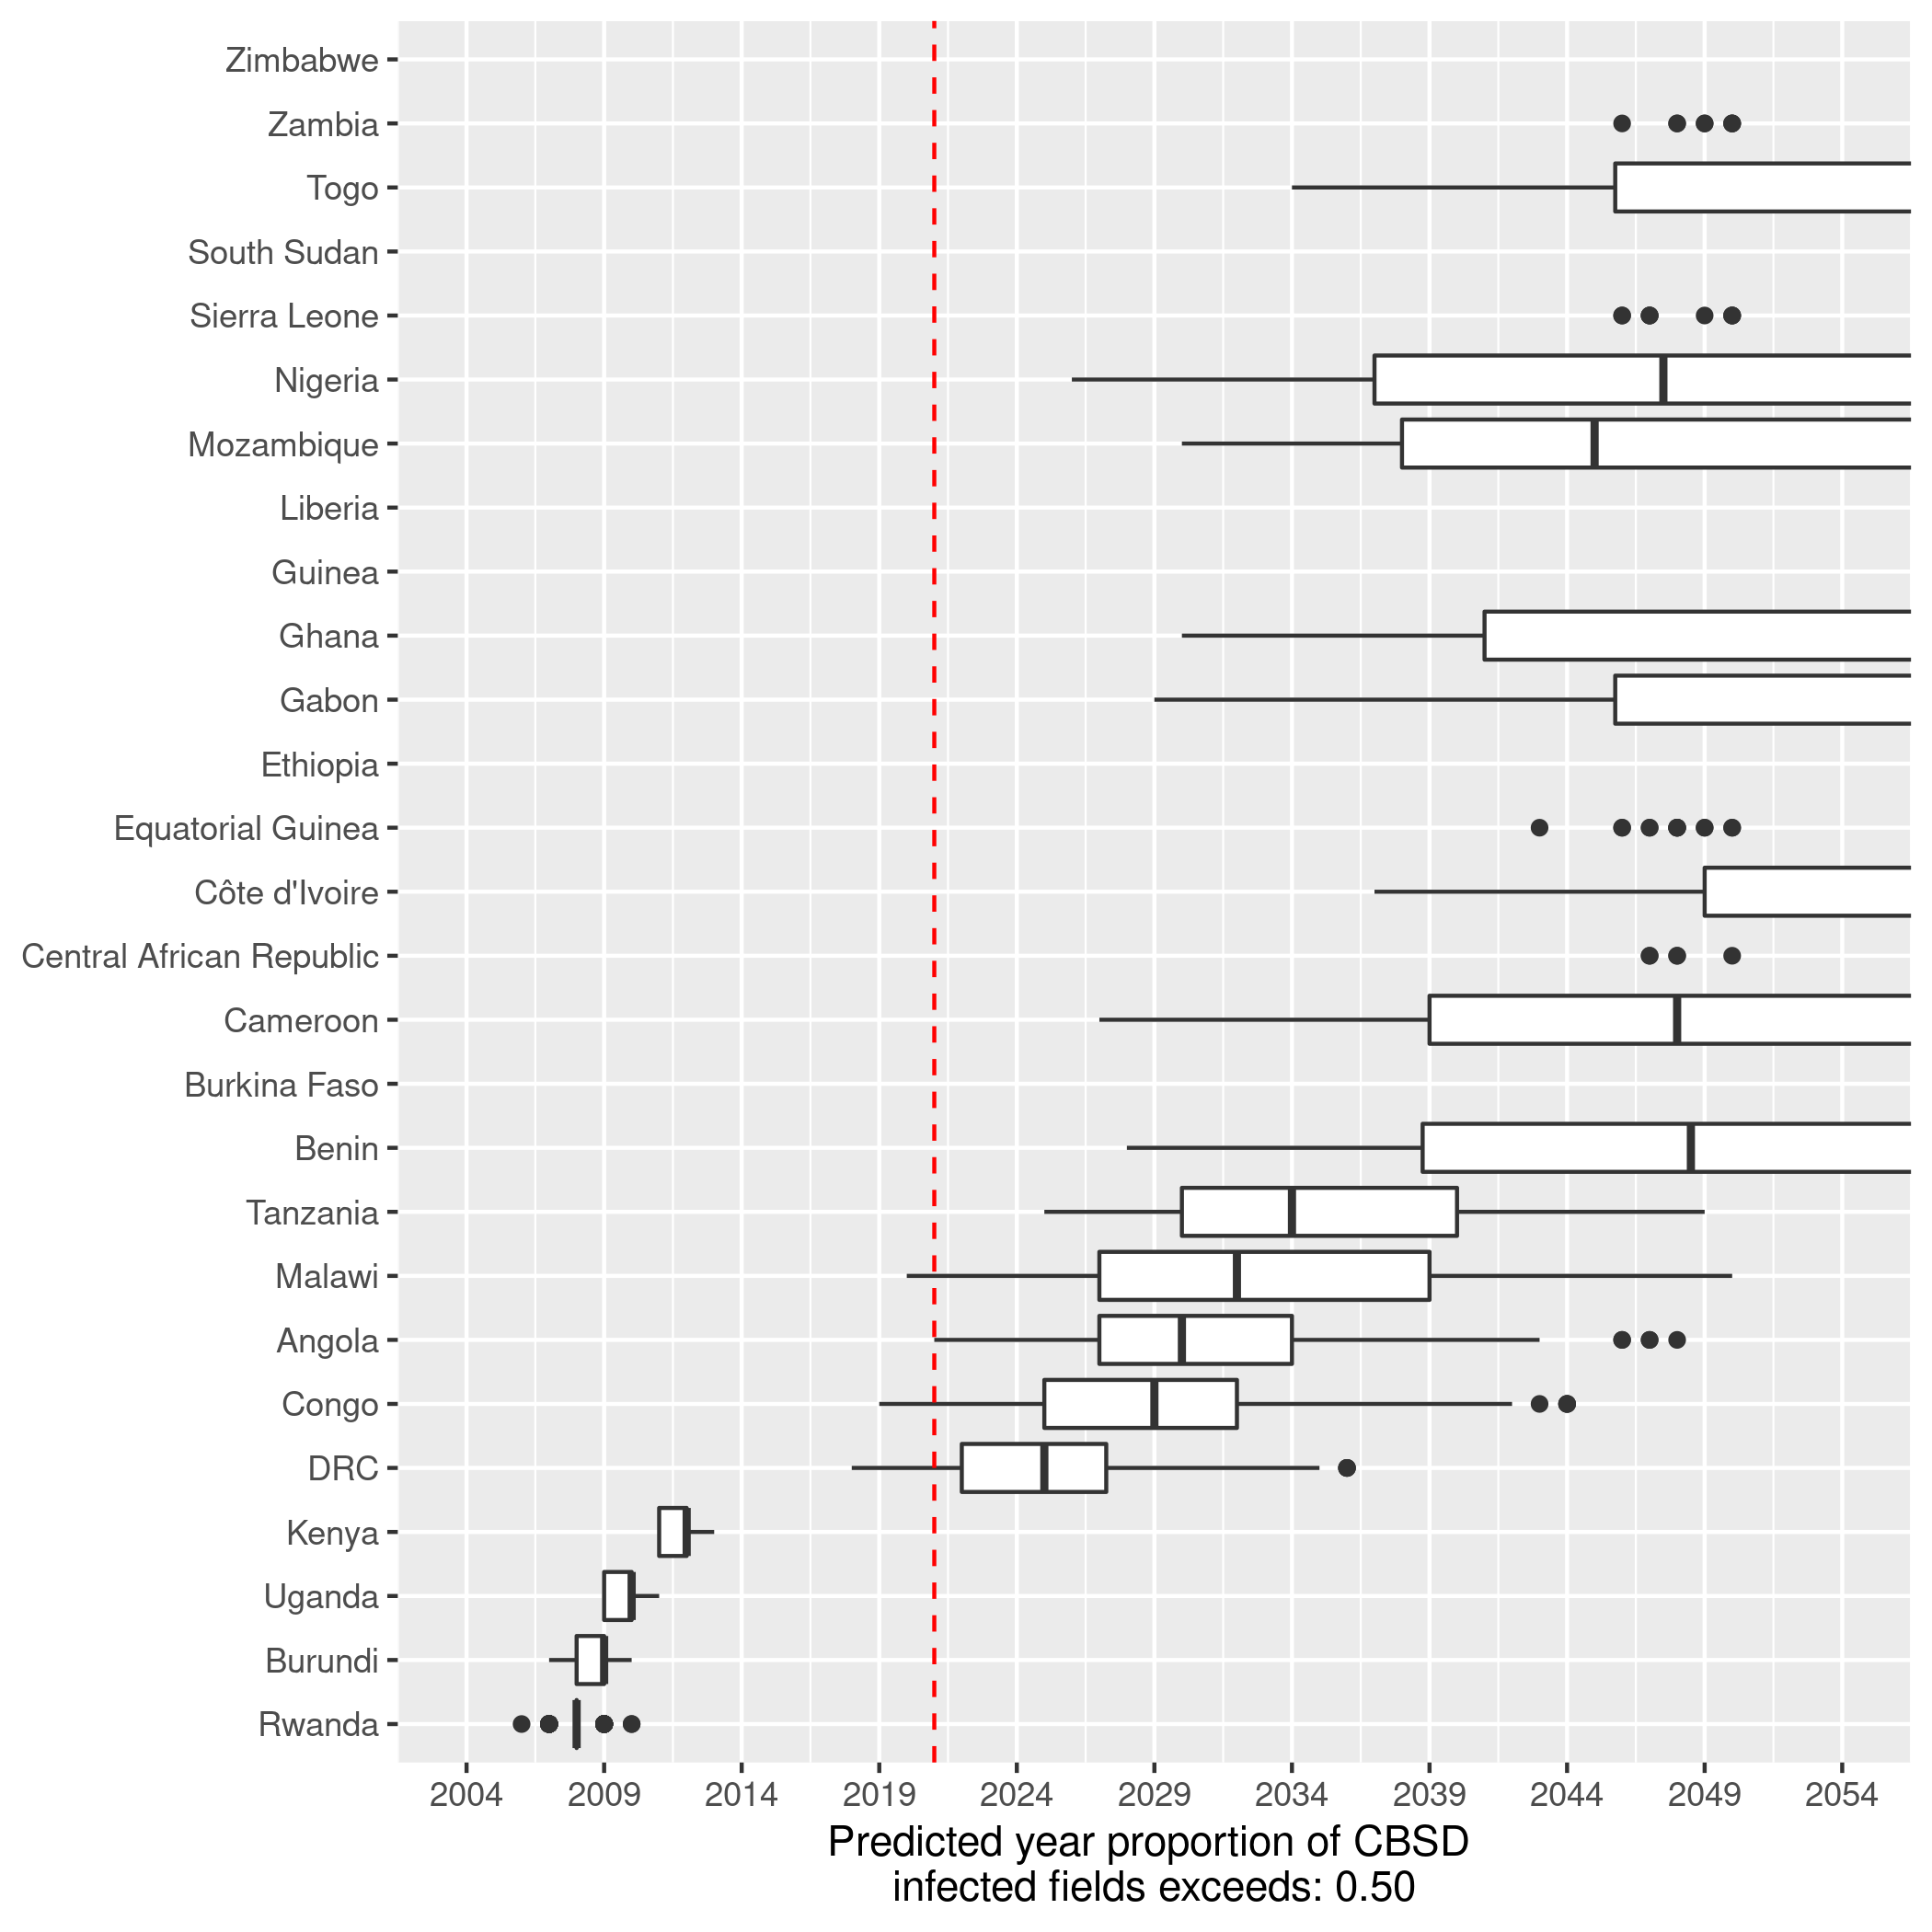 Zimbabwe
Zambia
Togo
South Sudan
Sierra Leone
Nigeria
Mozambique
Liberia
Guinea
Ghana
Gabon
Ethiopia
Equatorial Guinea
Côte d'Ivoire
Central African Republic
Cameroon
Burkina Faso
Benin
Tanzania
Malawi
Angola
Congo
DRC
Kenya
Uganda
Burundi
Rwanda
2004 2009 2014 2019 2024 2029 2034 2039 2044 2049 2054
Predicted year proportion of CBSD
infected fields exceeds: 0.50